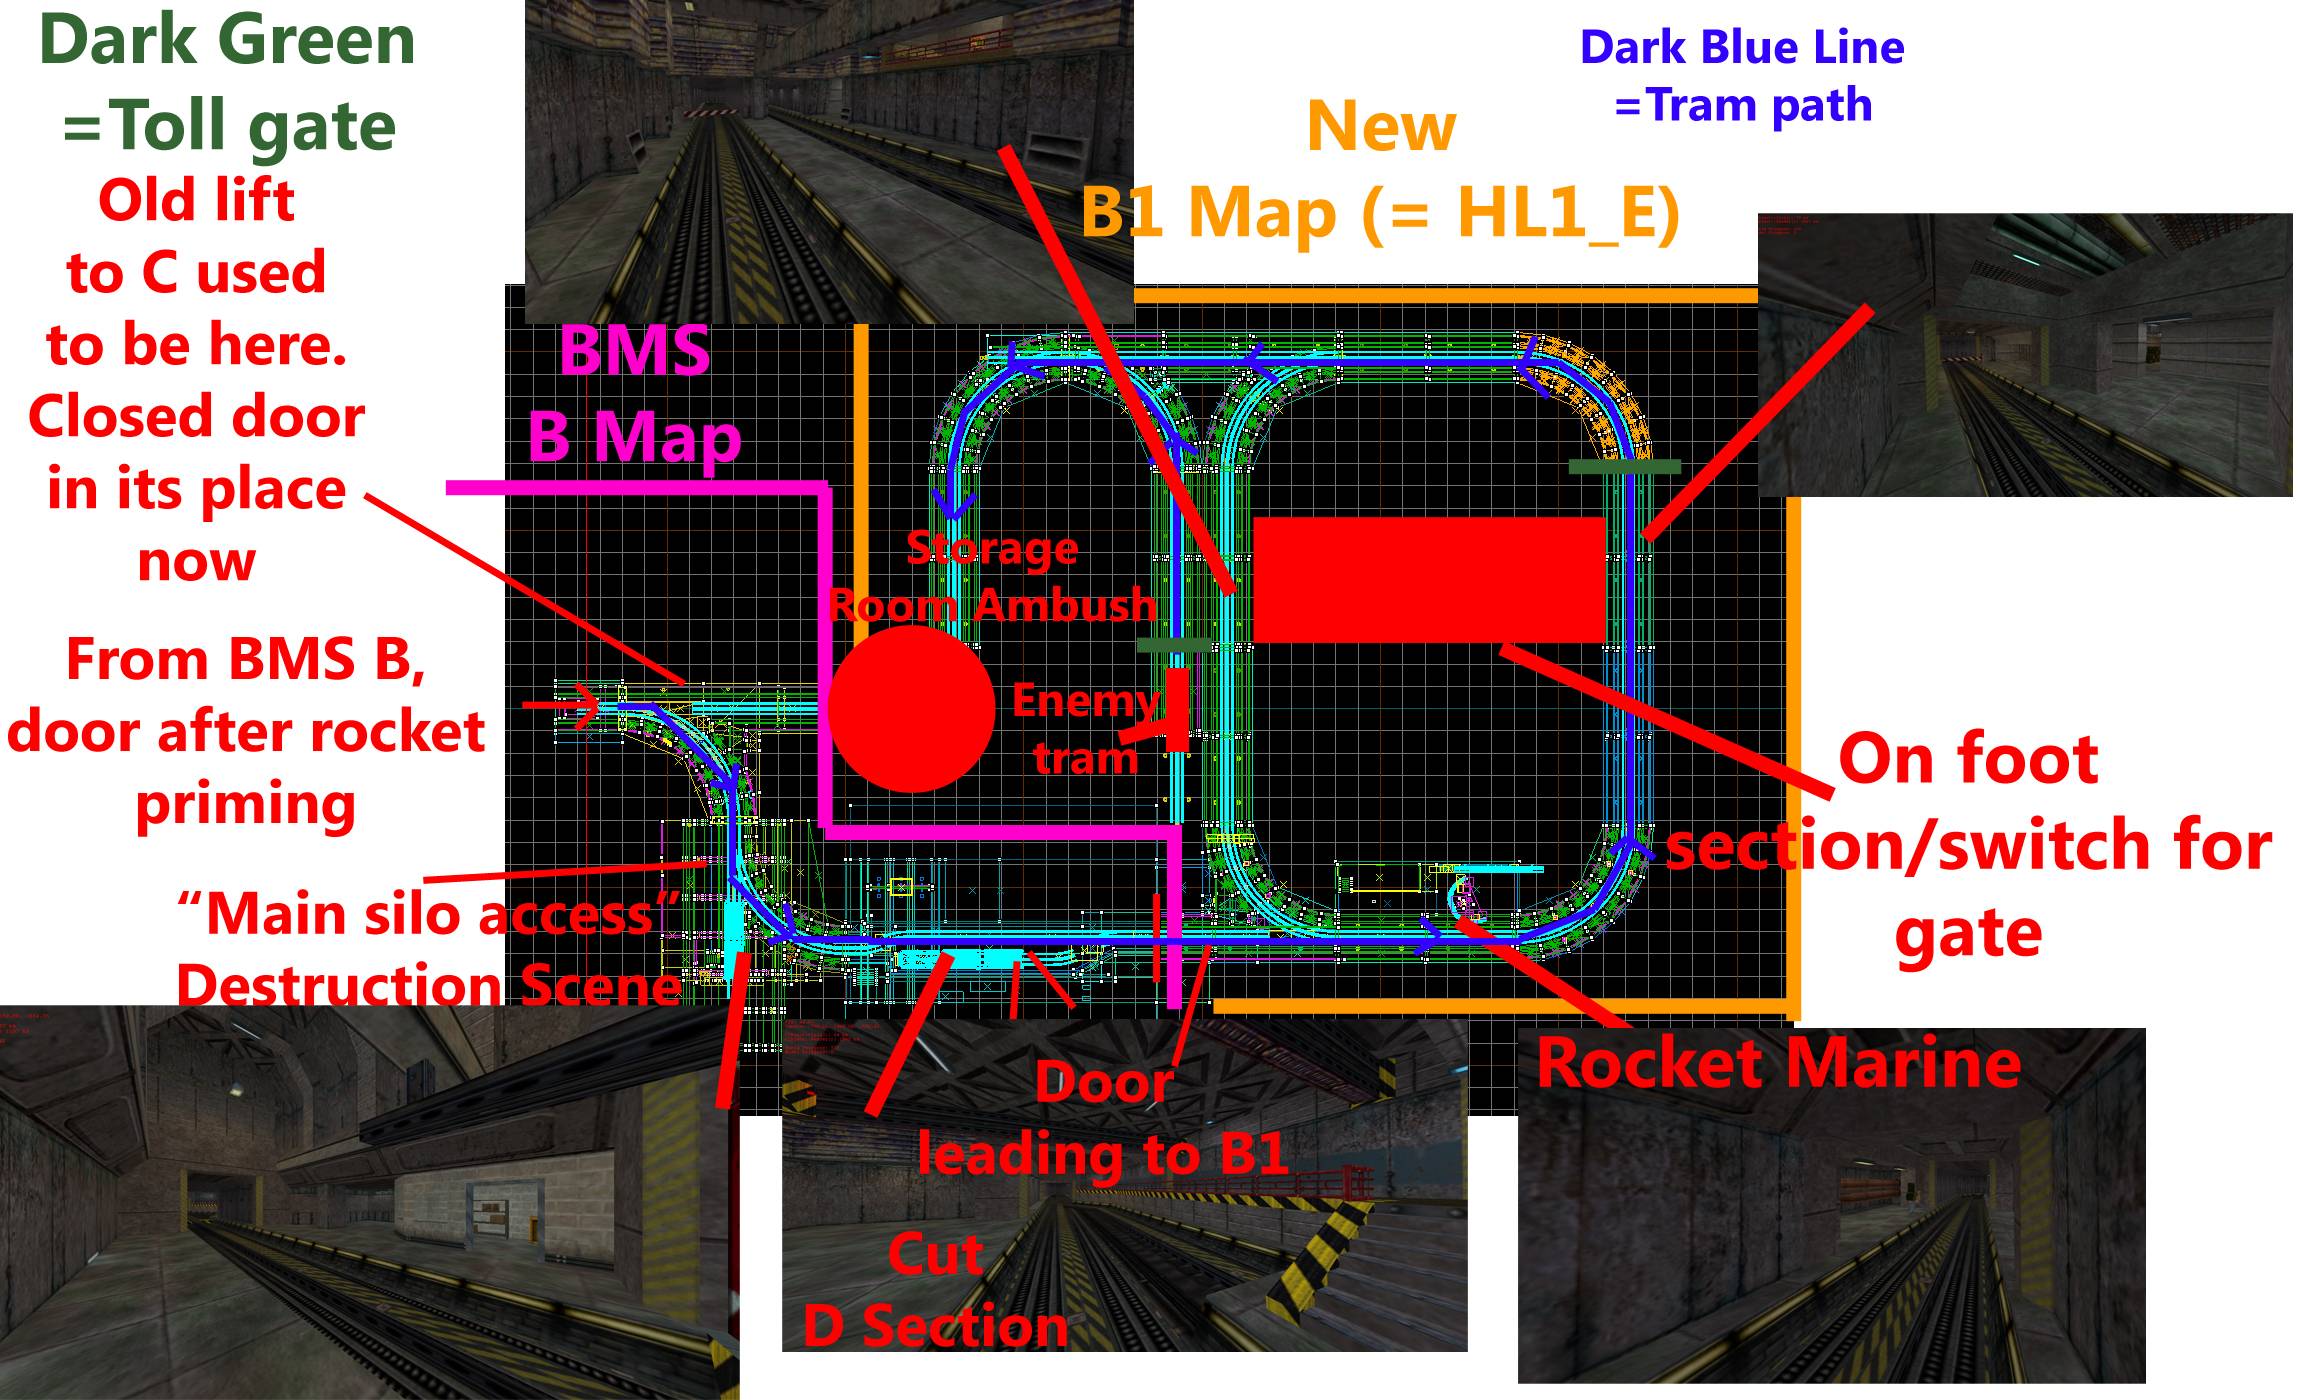 Dark Green
=Toll gate
Old lift
to C used
to be here.
Closed door
in its place
now
From BMS B,
door after rocket
priming
“Main silo access”
Destruction Scene
BMS
B Map
New
B1 Map (= HL1_E)
Dark Blue Line
=Tram path
Storage
Room Ambush
Enemy
tram
On foot
section/switch for
gate
Door
leading to B1
Cut
D Section
Rocket Marine